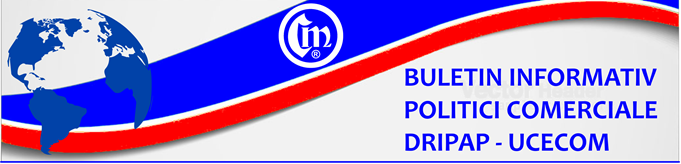 BULETIN INFORMATIV
POLITICI COMERCIALE
DRIPAP - UCECOM